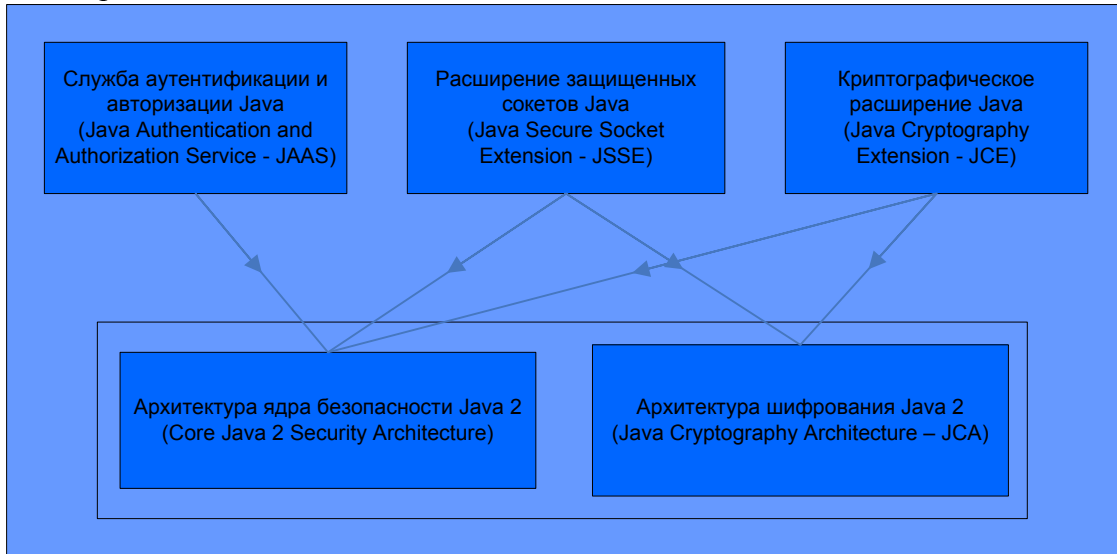 Служба аутентификации и
авторизации Java
(Java Authentication and
Authorization Service - JAAS)
Расширение защищенных
сокетов Java
(Java Secure Socket
Extension - JSSE)
Криптографическое
расширение Java
(Java Cryptography
Extension - JCE)
Архитектура ядра безопасности Java 2
(Core Java 2 Security Architecture)
Архитектура шифрования Java 2
(Java Cryptography Architecture – JCA)